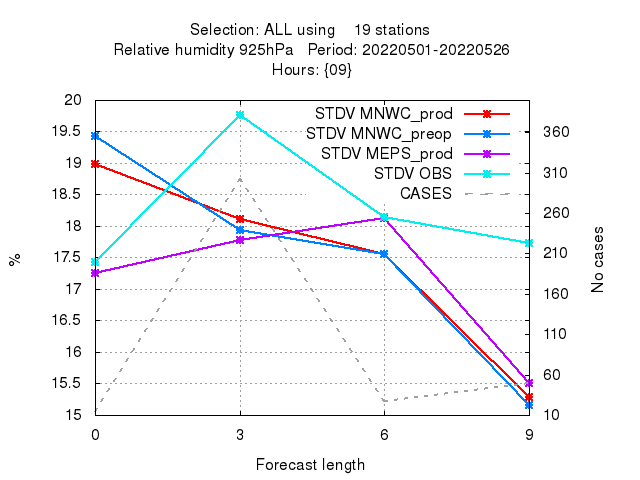 Selection: ALL using    19 stations
Relative humidity 925hPa   Period: 20220501-20220526
Hours: {09}
STDV MNWC_prod
STDV MNWC_preop
STDV MEPS_prod
STDV OBS
CASES
20
19.5
19
18.5
18
17.5
17
16.5
16
15.5
15
%
360
310
260
210
160
110
60
10
No cases
0 3 6 9
Forecast length